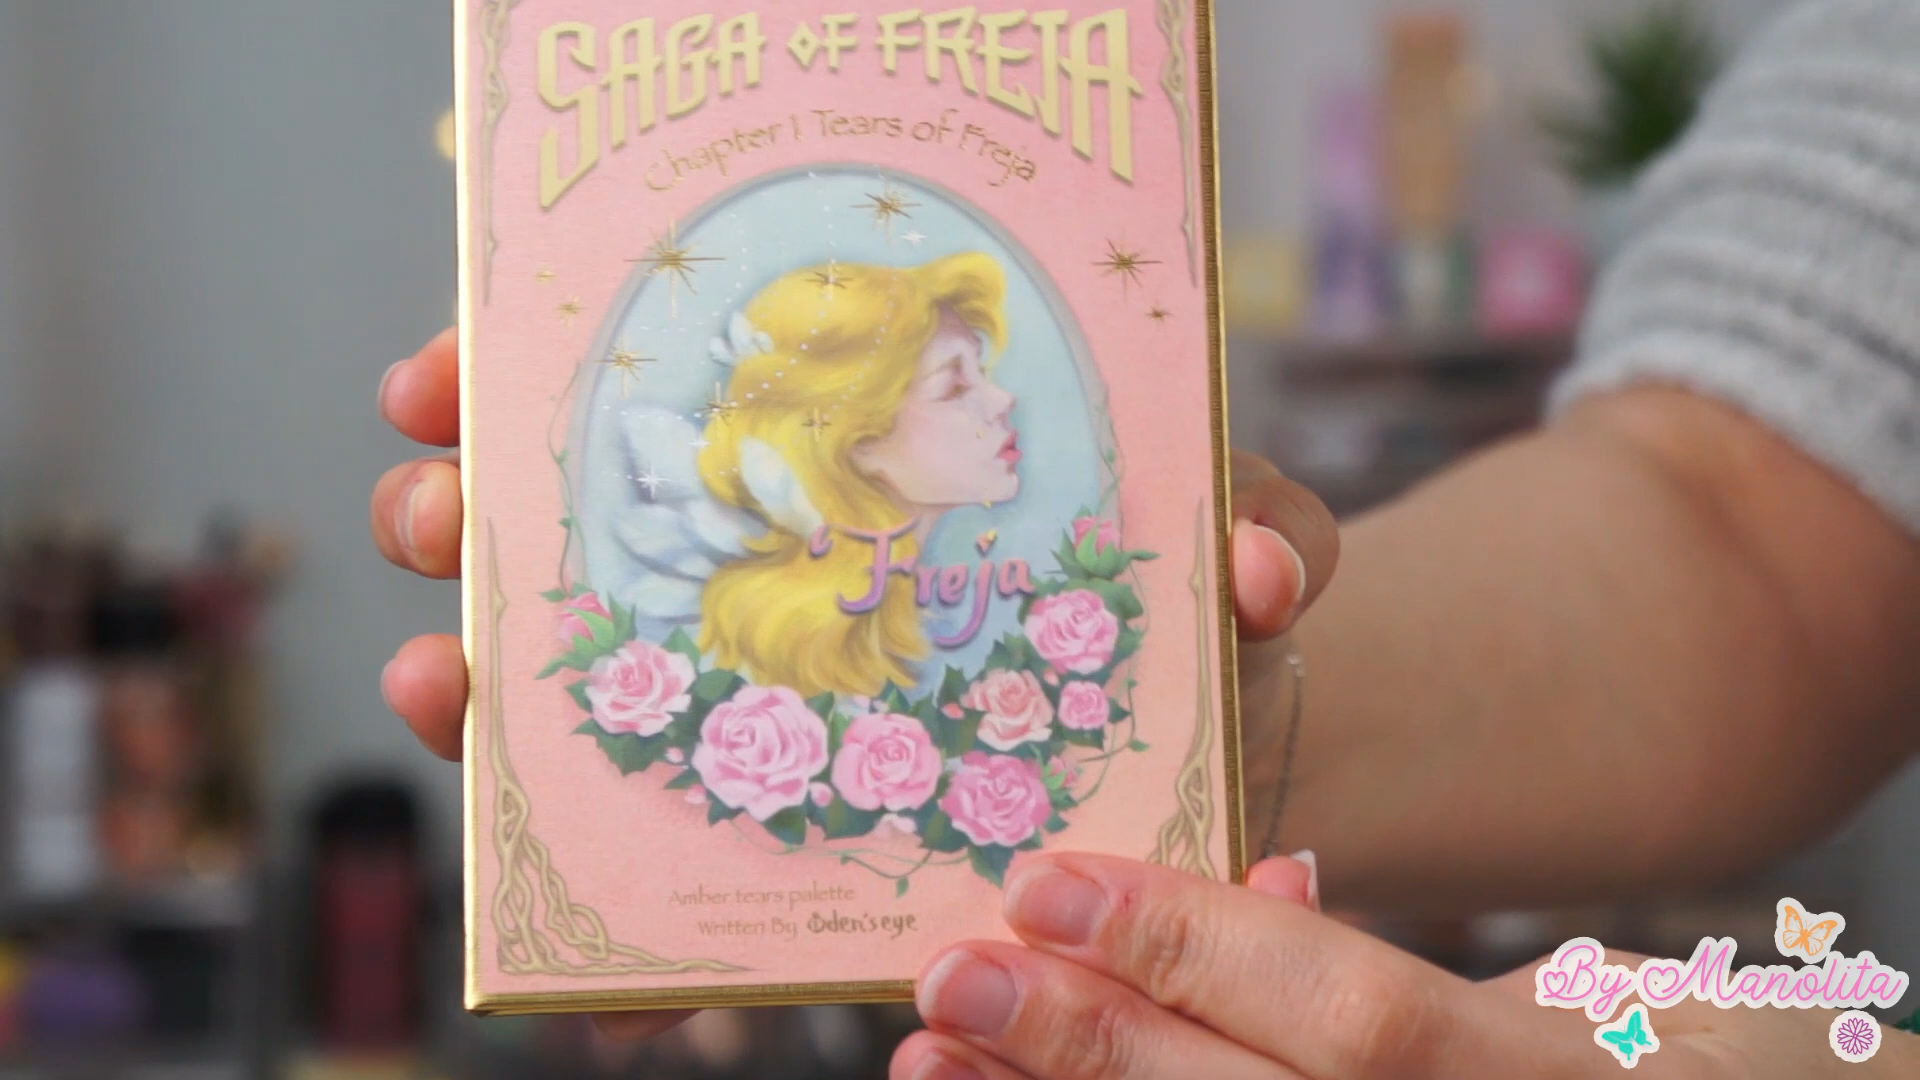 SAGA OF FREJA
Chapter 1 Tears of Freja
Freja
Amber tears palette
Written By Oden's eye
By Manolita